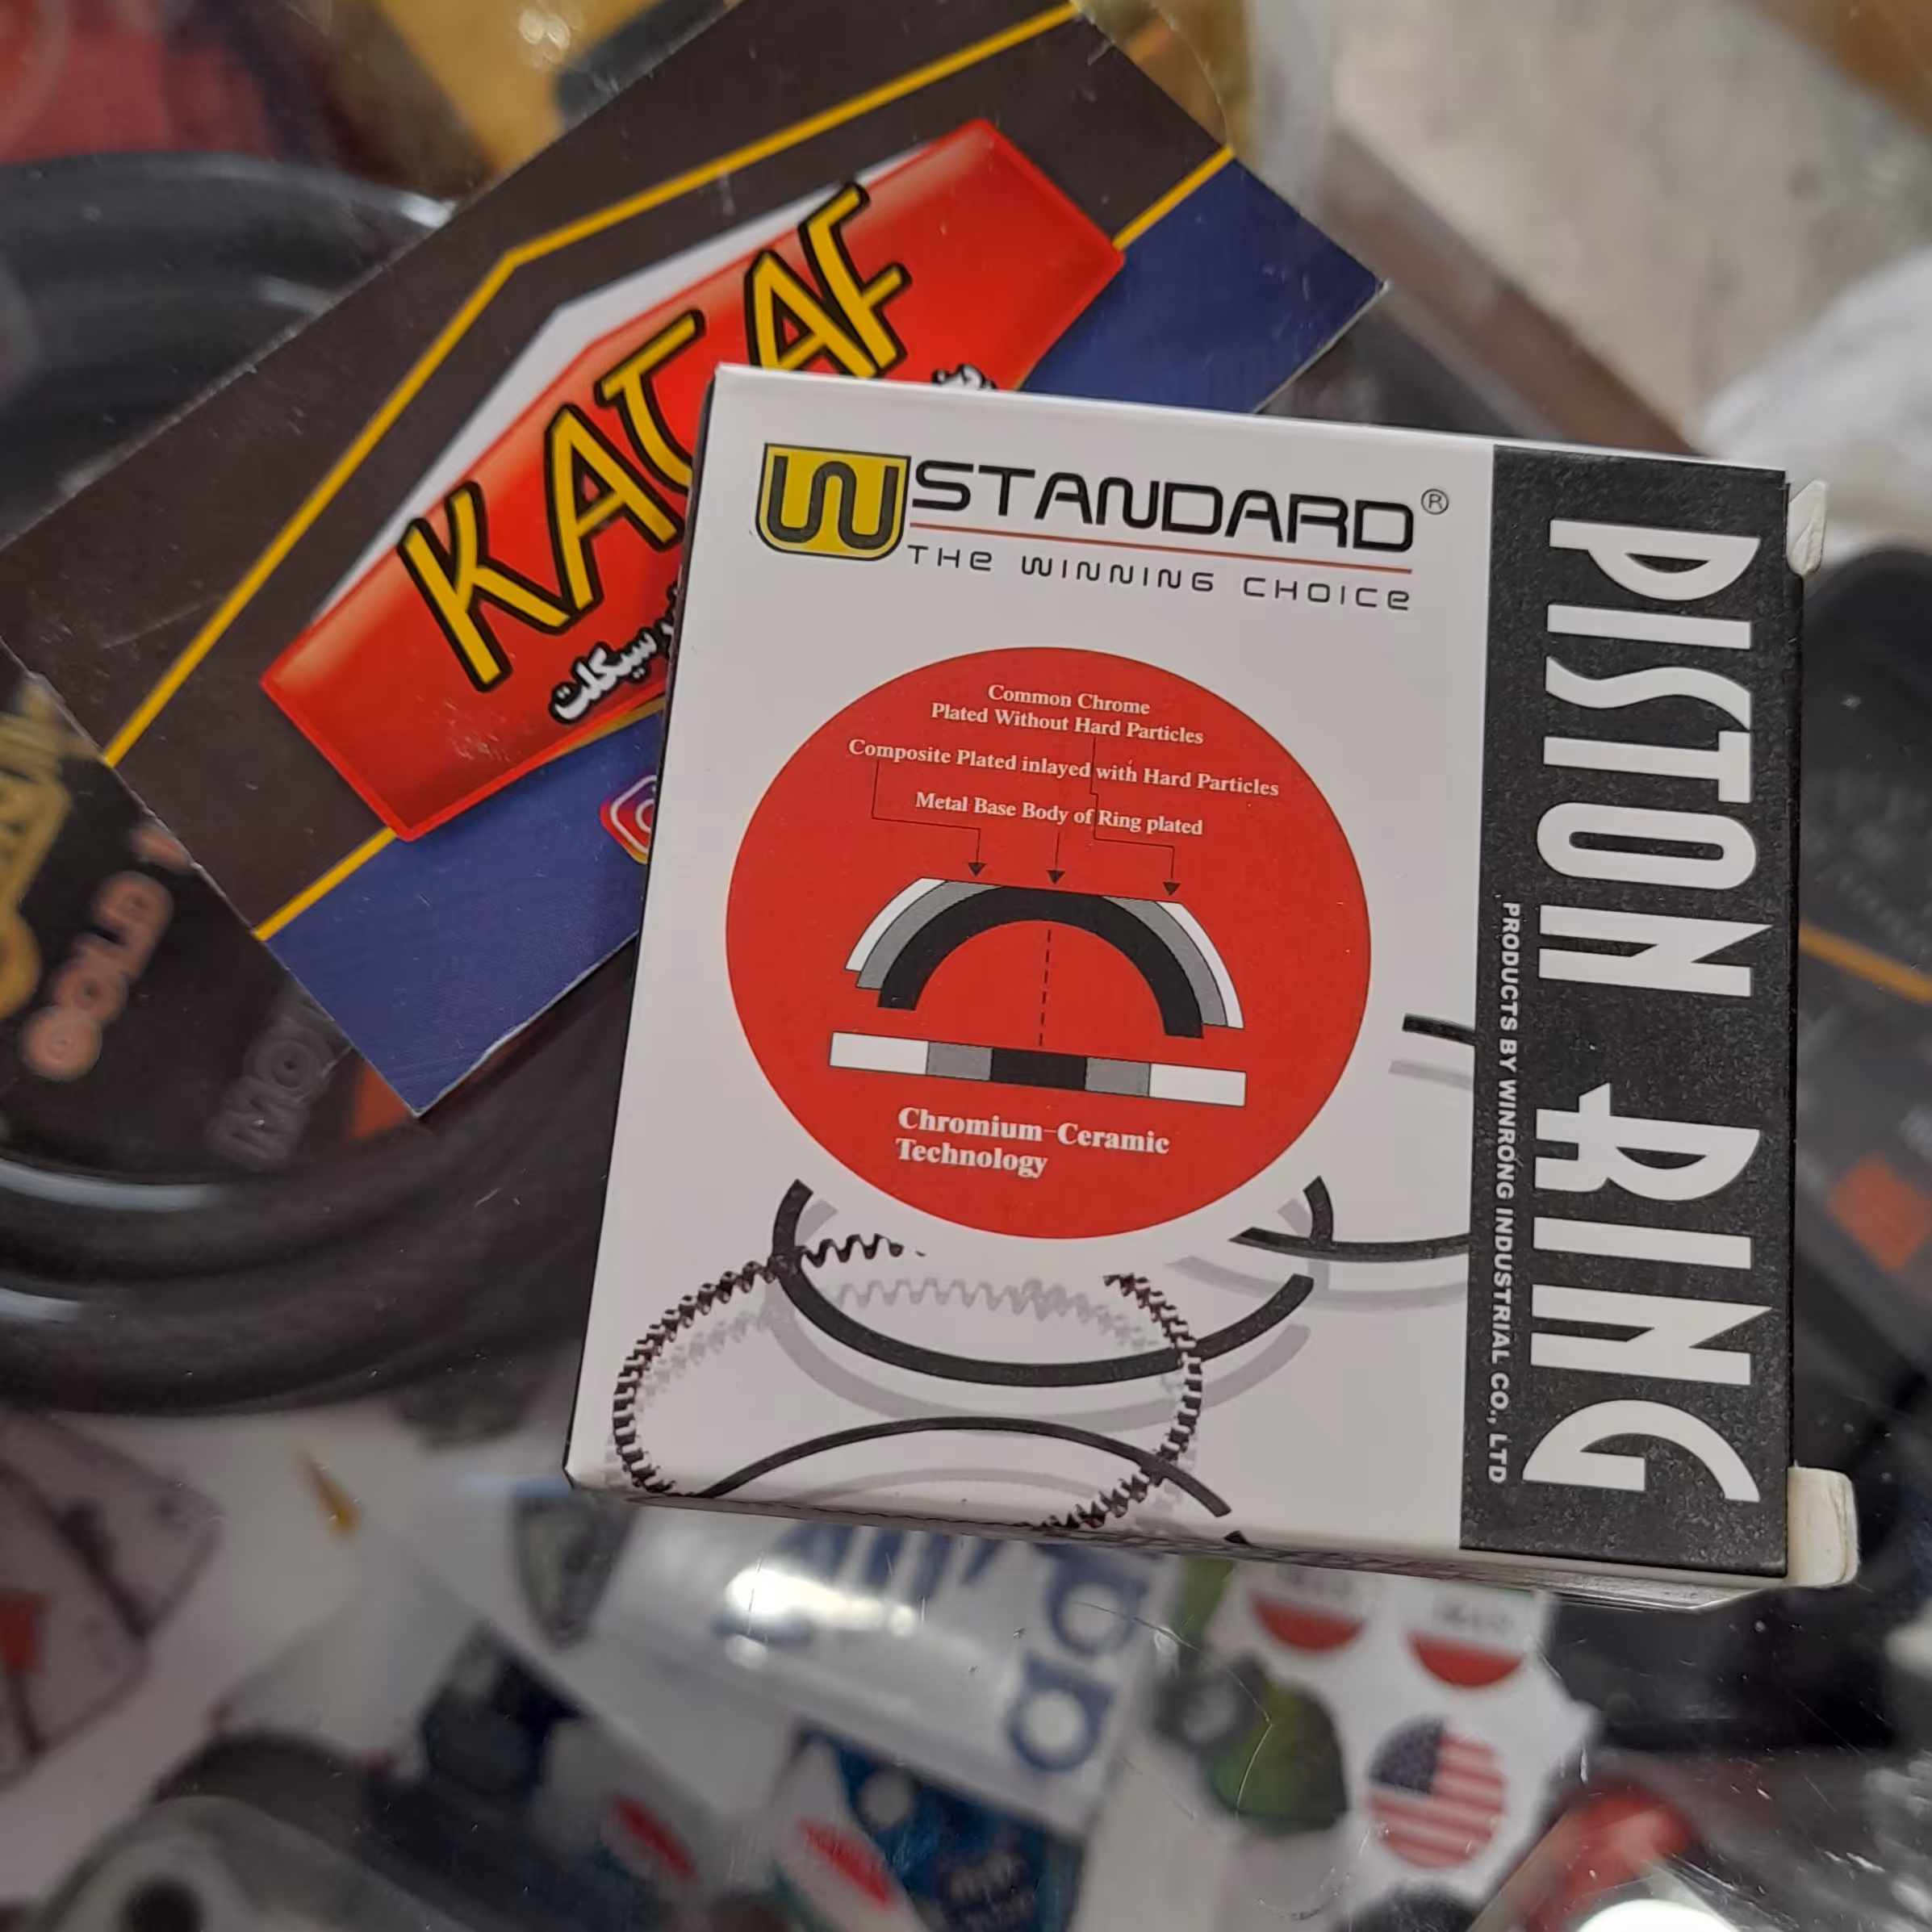 KATAF
سیکلت
W STANDARD®
THE WINNING CHOICE
Common Chrome
Plated Without Hard Particles
Composite Plated inlayed with Hard Particles
Metal Base Body of Ring plated
Chromium-Ceramic
Technology
PISTON RING
PRODUCTS BY WINRONG INDUSTRIAL CO., LTD
GOLD